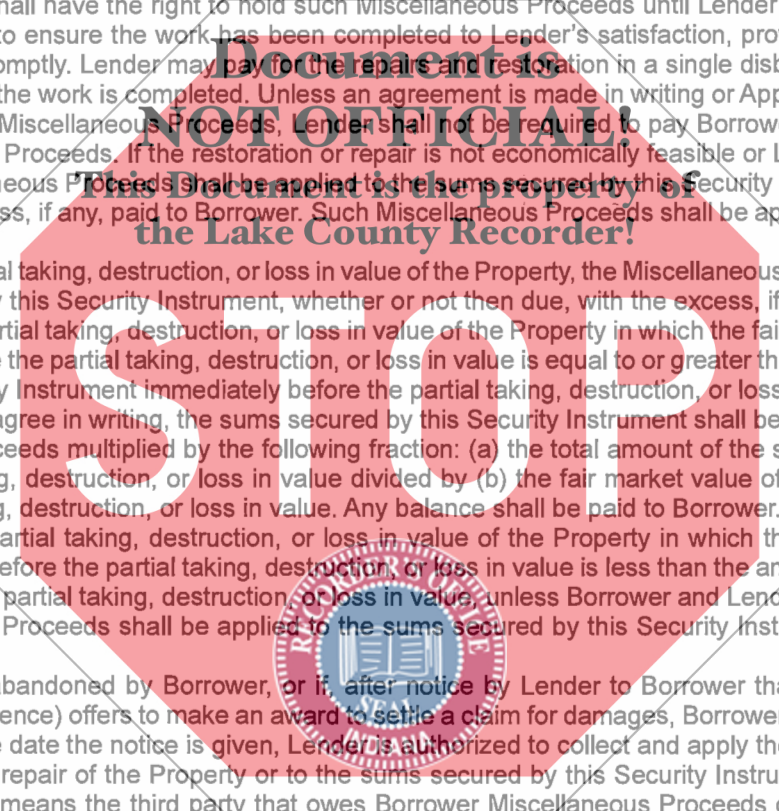 hall have the right to hold such Miscellaneous Proceeds until Lender
to ensure the work has been completed to Lender's satisfaction, pro
omptly. Lender may pay for the repairs and restoration in a single disb
the work is completed. Unless an agreement is made in writing or App
Miscellaneous Proceeds, Lender shall not be required to pay Borrow
Proceeds. If the restoration or repair is not economically feasible or L
neous Proceeds shall be applied to the sums secured by this Security
ss, if any, paid to Borrower. Such Miscellaneous Proceeds shall be ap
Document is
NOT OFFICIAL!
This Document is the property of
the Lake County Recorder!
al taking, destruction, or loss in value of the Property, the Miscellaneous
y this Security Instrument, whether or not then due, with the excess, if
rtial taking, destruction, or loss in value of the Property in which the fai
e the partial taking, destruction, or loss in value is equal to or greater th
y Instrument immediately before the partial taking, destruction, or loss
agree in writing, the sums secured by this Security Instrument shall be
ceeds multiplied by the following fraction: (a) the total amount of the s
g, destruction, or loss in value divided by (b) the fair market value of
g, destruction, or loss in value. Any balance shall be paid to Borrower.
artial taking, destruction, or loss in value of the Property in which th
efore the partial taking, destruction, or loss in value is less than the am
partial taking, destruction, or loss in value, unless Borrower and Lend
Proceeds shall be applied to the sums secured by this Security Inst
STOP
abandoned by Borrower, or if, after notice by Lender to Borrower tha
ence) offers to make an award to settle a claim for damages, Borrowe
e date the notice is given, Lender is authorized to collect and apply th
repair of the Property or to the sums secured by this Security Instru
means the third party that owes Borrower Miscellaneous Proceeds
RECORDER'S OFFICE
SEAL
INDIANA